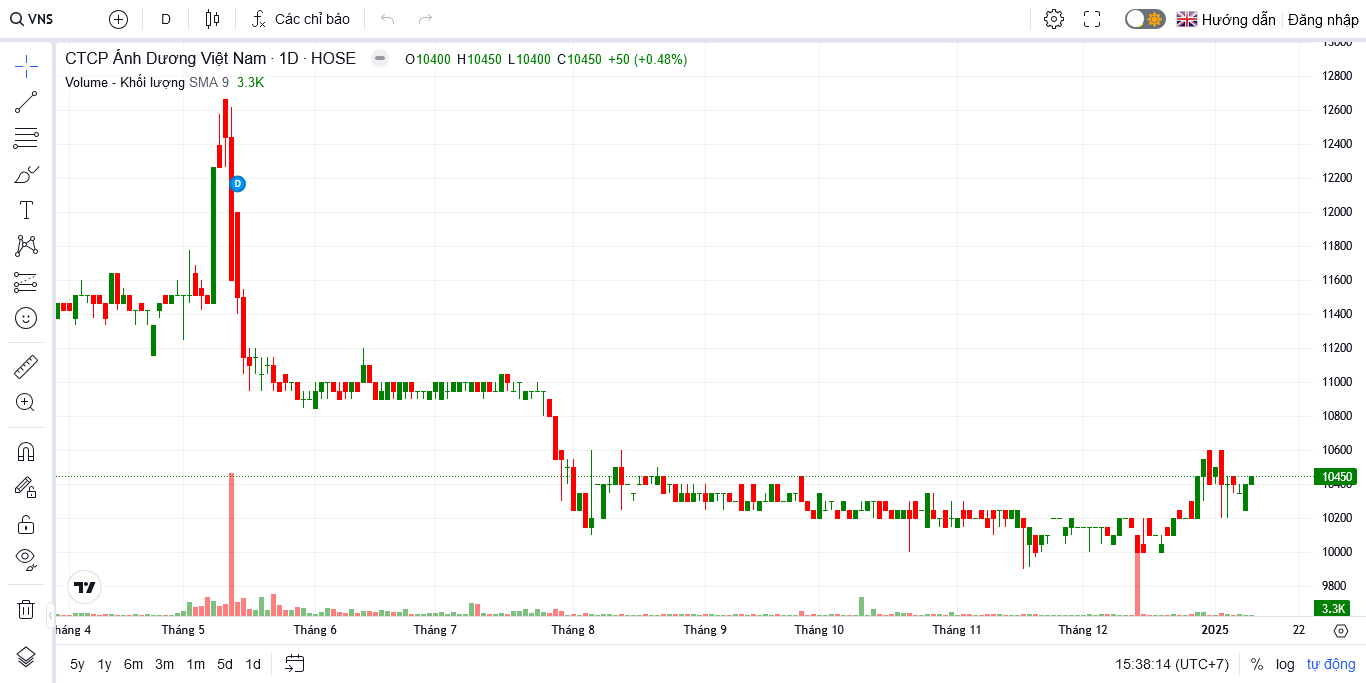 VNS D Các chỉ báo Hướng dẫn Đăng nhập
CTCP Ánh Dương Việt Nam · 1D · HOSE O10400 H10450 L10400 C10450 +50 (+0.48%)
Volume - Khối lượng SMA 9 3.3K
D
13000
12800
12600
12400
12200
12000
11800
11600
11400
11200
11000
10800
10600
10450
10400
10200
10000
9800
3.3K
háng 4 Tháng 5 Tháng 6 Tháng 7 Tháng 8 Tháng 9 Tháng 10 Tháng 11 Tháng 12 2025 22
5y 1y 6m 3m 1m 5d 1d 15:38:14 (UTC+7) % log tự động